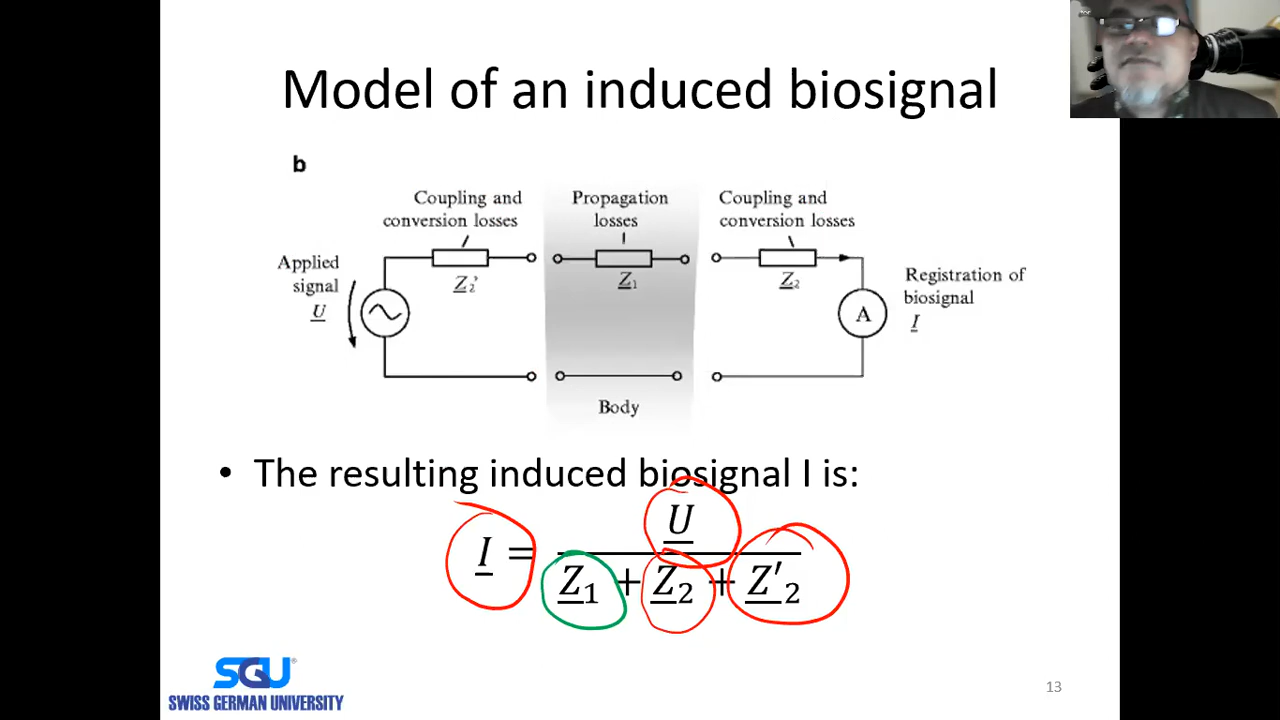 Model of an induced biosignal
b
Coupling and
conversion losses
Propagation
losses
Coupling and
conversion losses
Applied
signal
U
Z₂’
Z₁
Z₂
A
Registration of
biosignal
I
Body
• The resulting induced biosignal I is:
I = U / (Z₁ + Z₂ + Z′₂)
SGU®
SWISS GERMAN UNIVERSITY
13